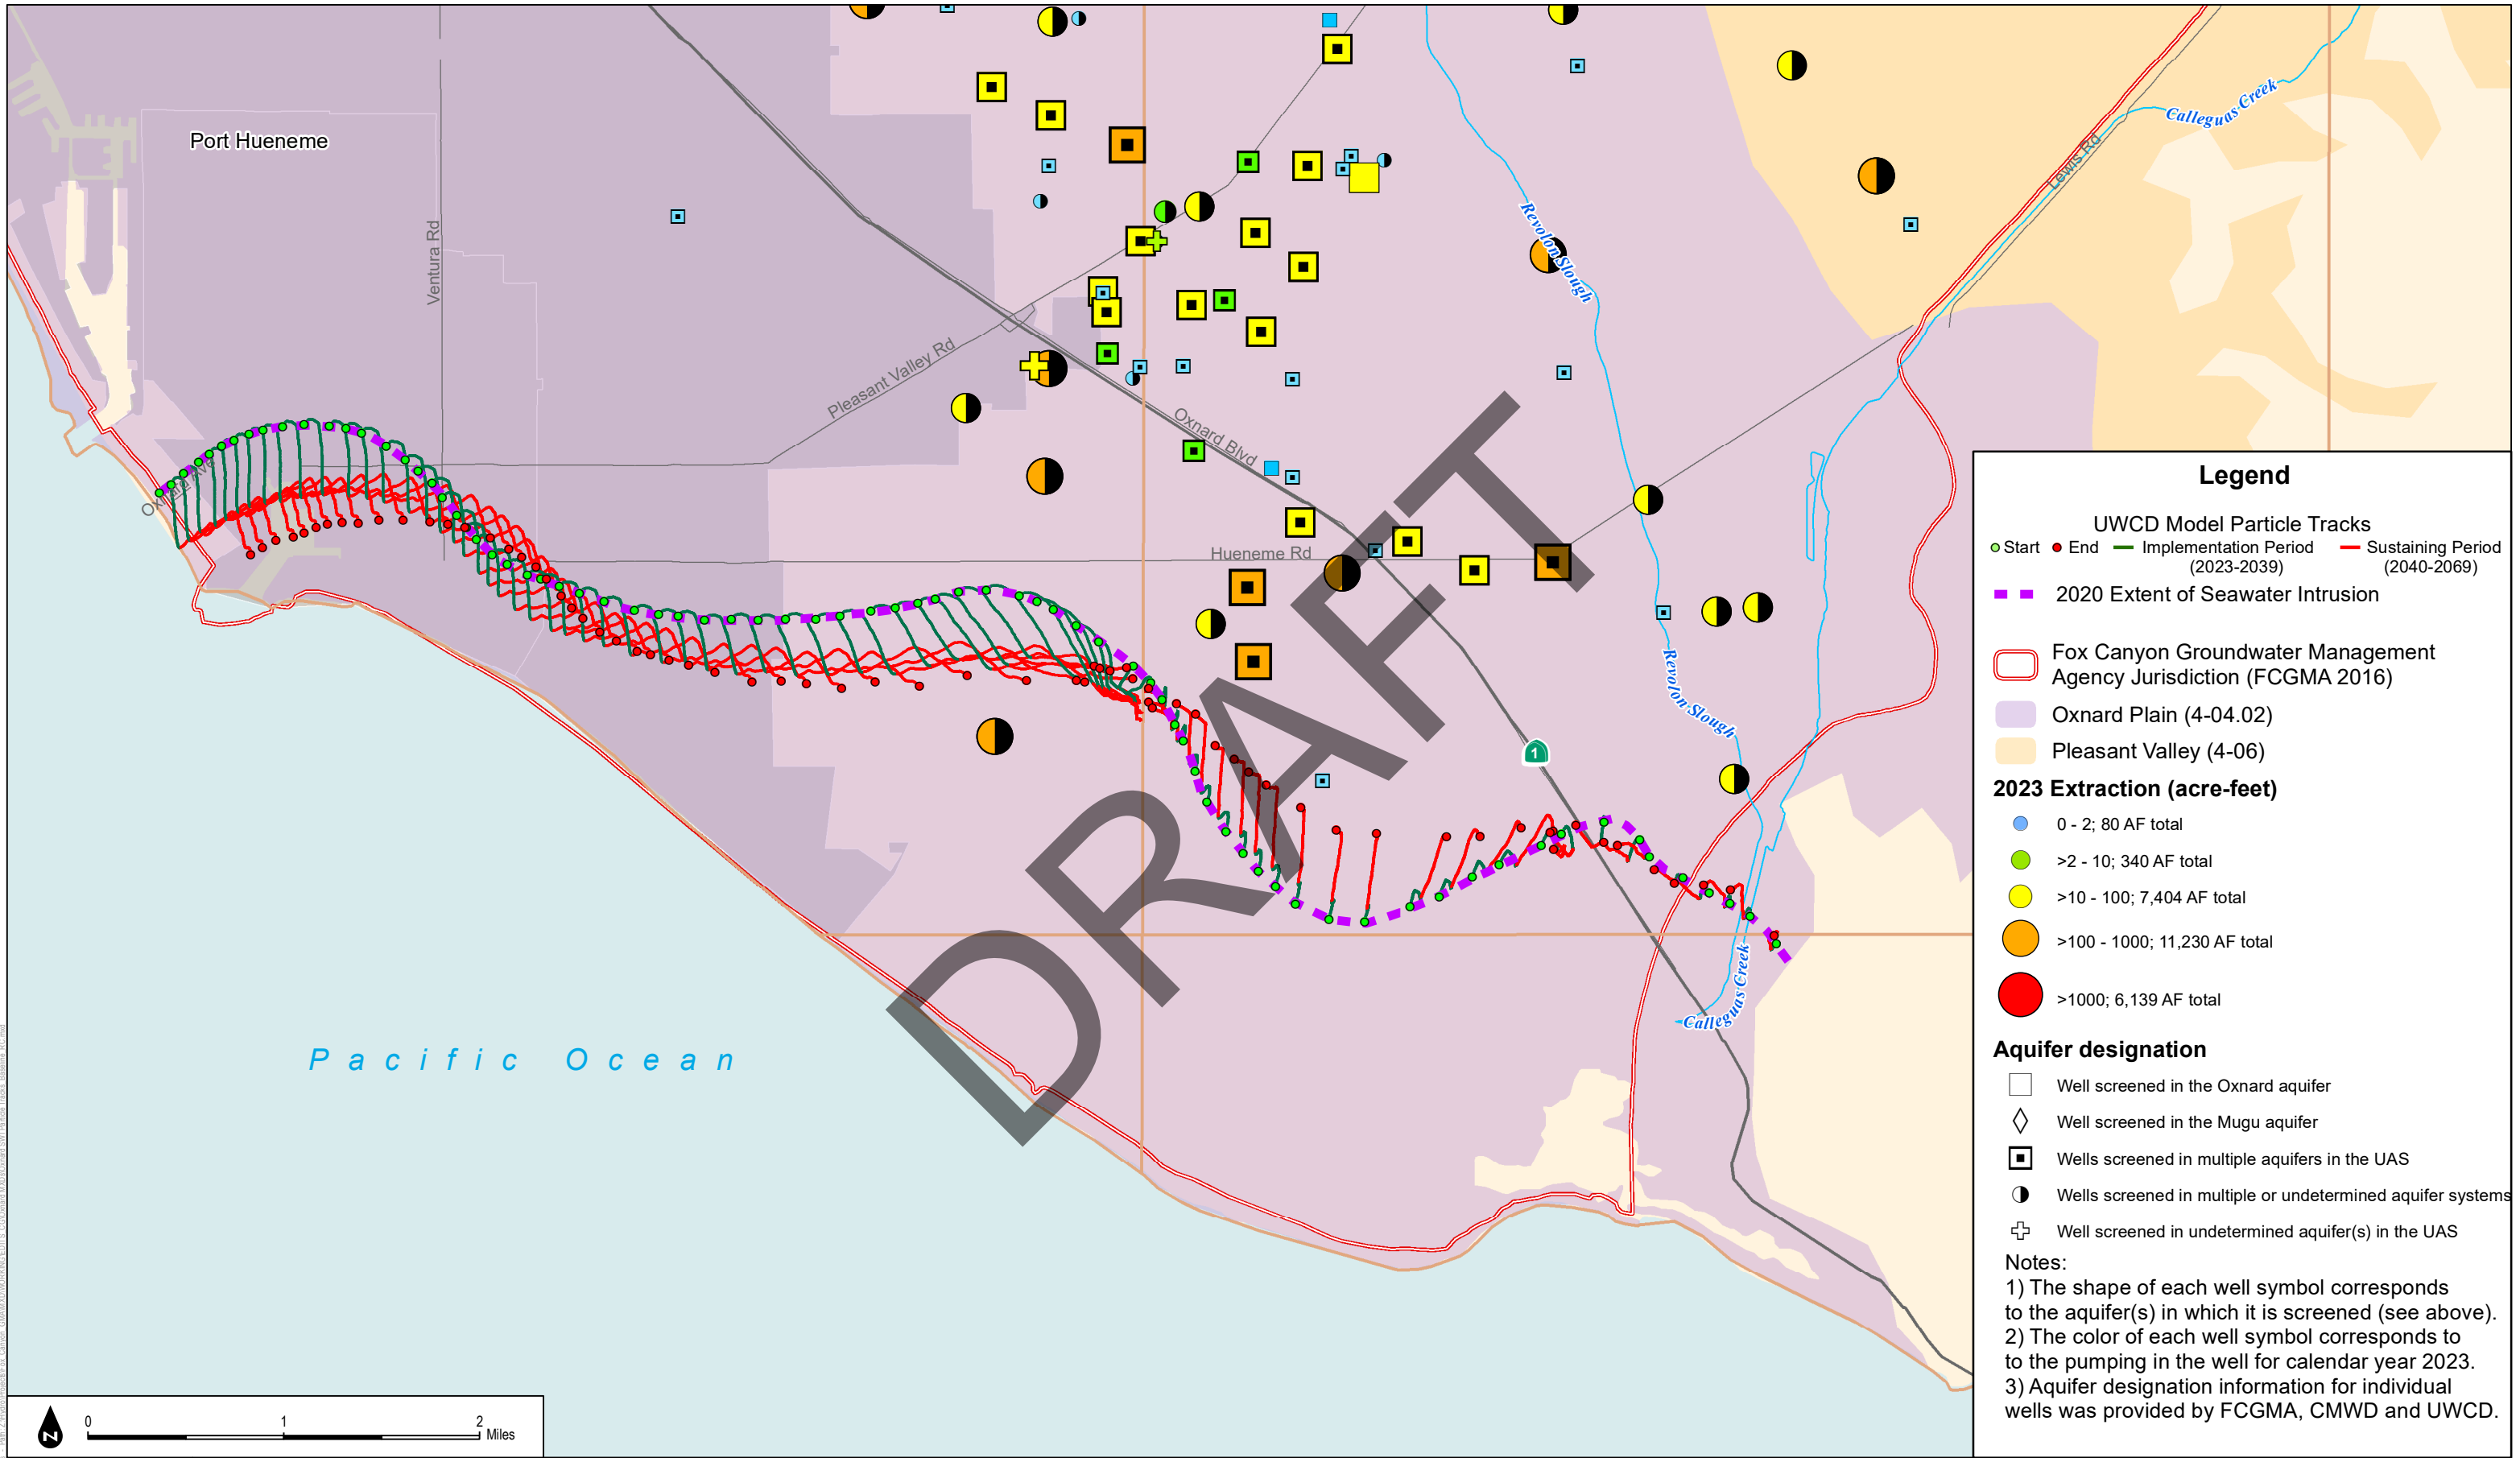 Port Hueneme
Ventura Rd
Oxnard Ave
Pleasant Valley Rd
Oxnard Blvd
Hueneme Rd
Revolon Slough
Revolon Slough
Lewis Rd
Calleguas Creek
Calleguas Creek
1
Pacific Ocean
DRAFT
N
0 1 2
Miles
Legend
UWCD Model Particle Tracks
Start End Implementation Period Sustaining Period
(2023-2039) (2040-2069)
2020 Extent of Seawater Intrusion
Fox Canyon Groundwater Management
Agency Jurisdiction (FCGMA 2016)
Oxnard Plain (4-04.02)
Pleasant Valley (4-06)
2023 Extraction (acre-feet)
0 - 2; 80 AF total
>2 - 10; 340 AF total
>10 - 100; 7,404 AF total
>100 - 1000; 11,230 AF total
>1000; 6,139 AF total
Aquifer designation
Well screened in the Oxnard aquifer
Well screened in the Mugu aquifer
Wells screened in multiple aquifers in the UAS
Wells screened in multiple or undetermined aquifer systems
Well screened in undetermined aquifer(s) in the UAS
Notes:
1) The shape of each well symbol corresponds
to the aquifer(s) in which it is screened (see above).
2) The color of each well symbol corresponds to
to the pumping in the well for calendar year 2023.
3) Aquifer designation information for individual
wells was provided by FCGMA, CMWD and UWCD.